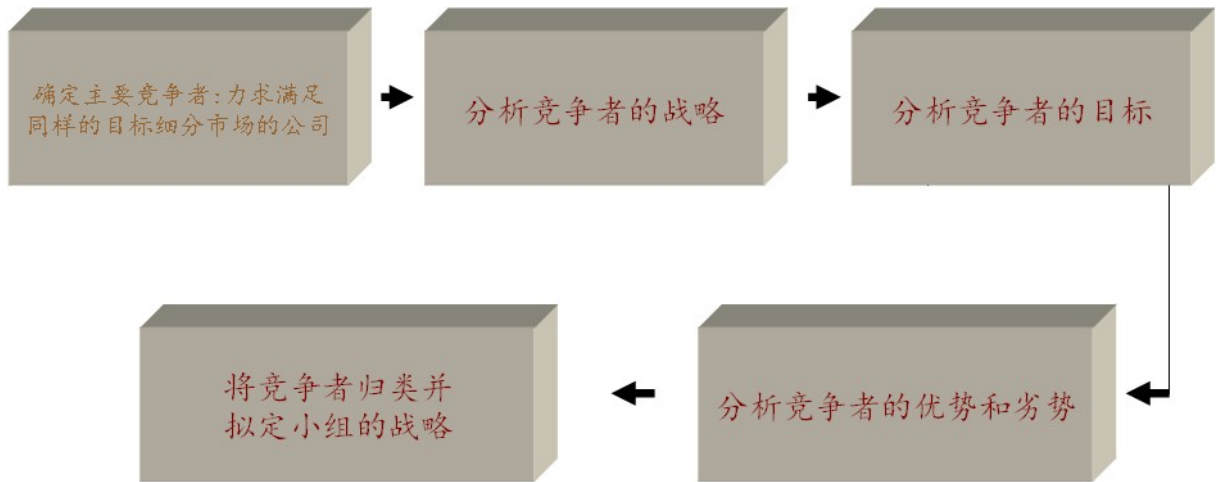 确定主要竞争者:力求满足
同样的目标细分市场的公司
分析竞争者的战略
分析竞争者的目标
分析竞争者的优势和劣势
将竞争者归类并
拟定小组的战略